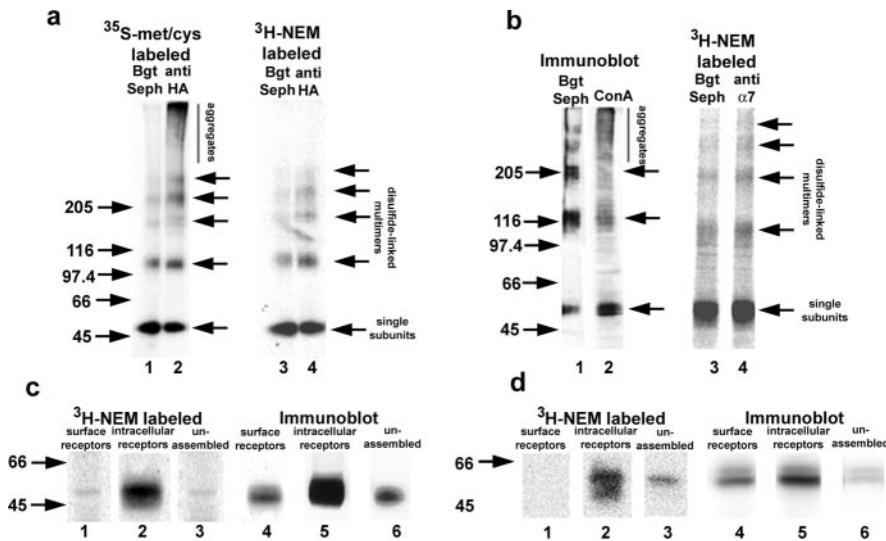 a
³⁵S-met/cys
labeled
Bgt anti
Seph HA
aggregates
³H-NEM
labeled
Bgt anti
Seph HA
205
116
97.4
66
45
disulfide-linked
multimers
single
subunits
1 2 3 4
b
Immunoblot
Bgt
Seph ConA
aggregates
³H-NEM
labeled
Bgt anti
Seph α7
205
116
97.4
66
45
disulfide-linked
multimers
single
subunits
1 2 3 4
c
³H-NEM labeled
surface receptors
intracellular receptors
un-assembled
Immunoblot
surface receptors
intracellular receptors
un-assembled
66
45
1 2 3 4 5 6
d
³H-NEM labeled
surface receptors
intracellular receptors
un-assembled
Immunoblot
surface receptors
intracellular receptors
un-assembled
66
45
1 2 3 4 5 6